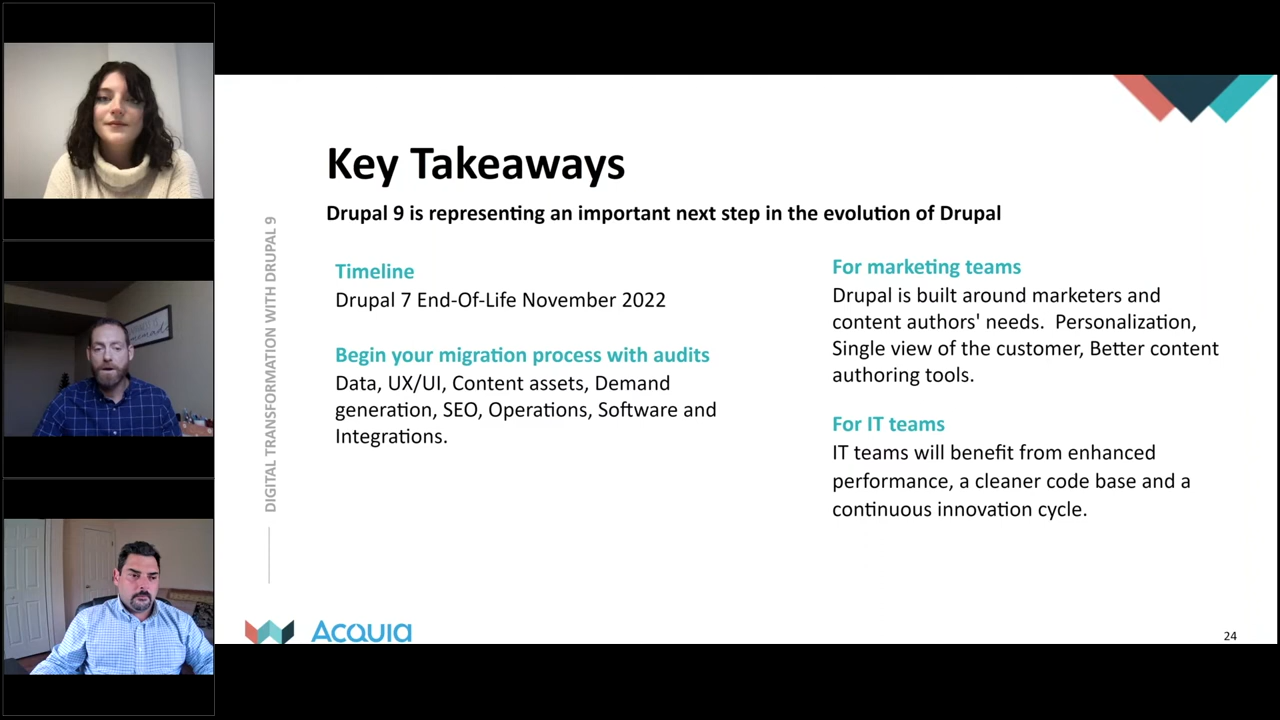 Key Takeaways
Drupal 9 is representing an important next step in the evolution of Drupal
DIGITAL TRANSFORMATION WITH DRUPAL 9
Timeline
Drupal 7 End-Of-Life November 2022
Begin your migration process with audits
Data, UX/UI, Content assets, Demand
generation, SEO, Operations, Software and
Integrations.
For marketing teams
Drupal is built around marketers and
content authors' needs.  Personalization,
Single view of the customer, Better content
authoring tools.
For IT teams
IT teams will benefit from enhanced
performance, a cleaner code base and a
continuous innovation cycle.
Acquia
24